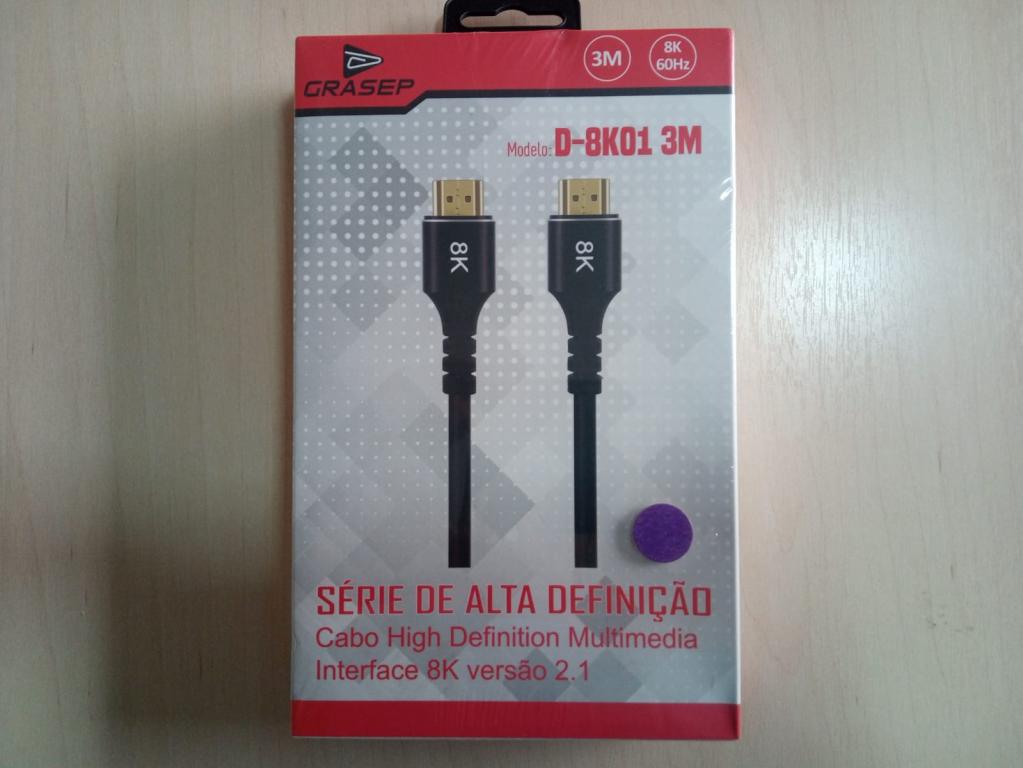 GRASEP
3M
8K
60Hz
Modelo: D-8K01 3M
8K
8K
SÉRIE DE ALTA DEFINIÇÃO
Cabo High Definition Multimedia
Interface 8K versão 2.1